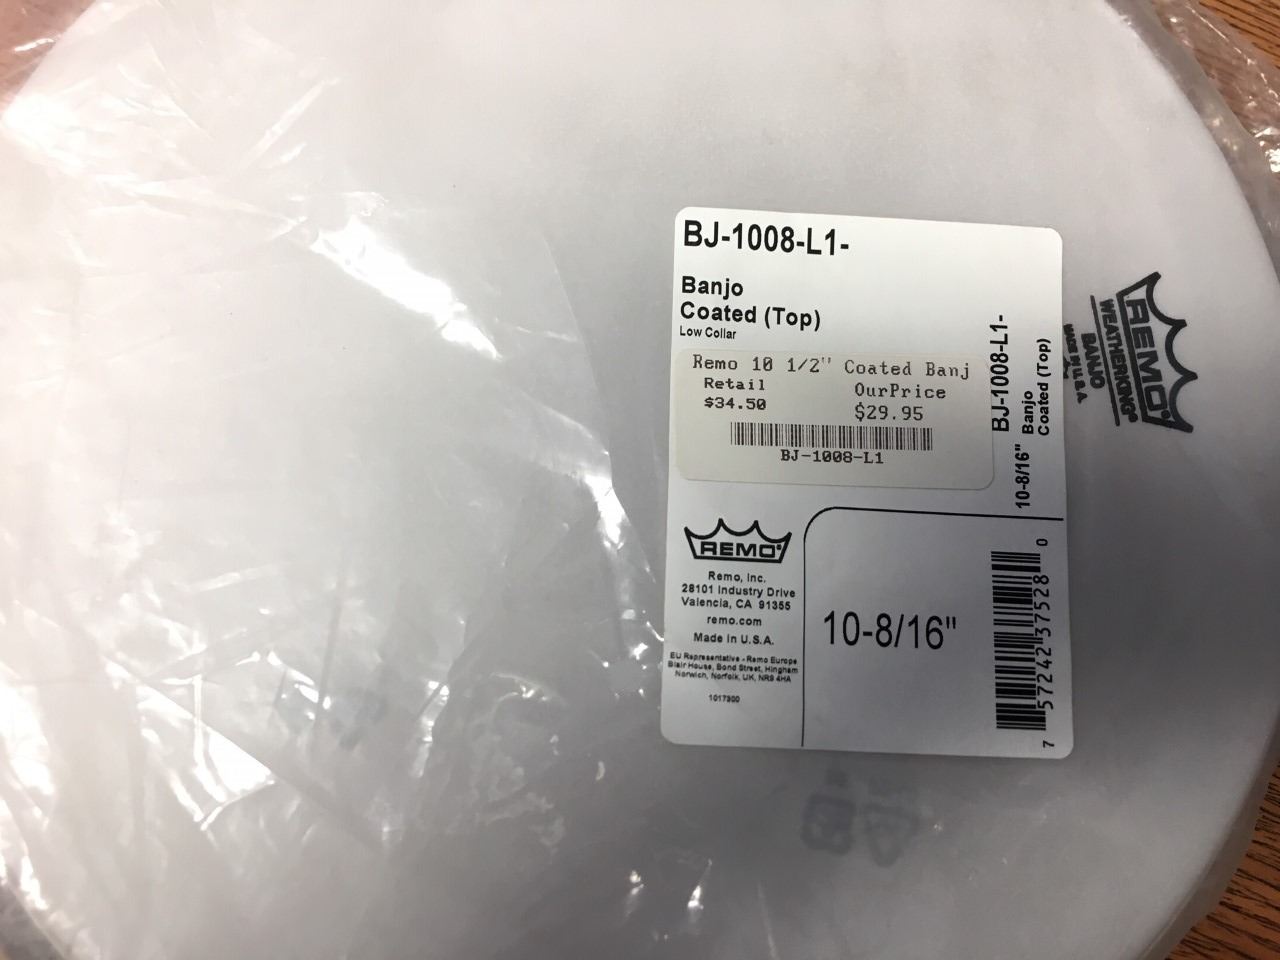 BJ-1008-L1-
Banjo
Coated (Top)
Low Collar
Remo 10 1/2" Coated Banj
Retail OurPrice
$34.50 $29.95
BJ-1008-L1
REMO
Remo, Inc.
28101 Industry Drive
Valencia, CA 91355
remo.com
Made in U.S.A.
EU Representative - Remo Europe
Blair House, Bond Street, Hingham
Norwich, Norfolk, UK, NR9 4HA
1017300
10-8/16"
BJ-1008-L1-
10-8/16" Banjo
Coated (Top)
7 57242 37528 0
REMO
WEATHERKING
BANJO
MADE IN U.S.A.